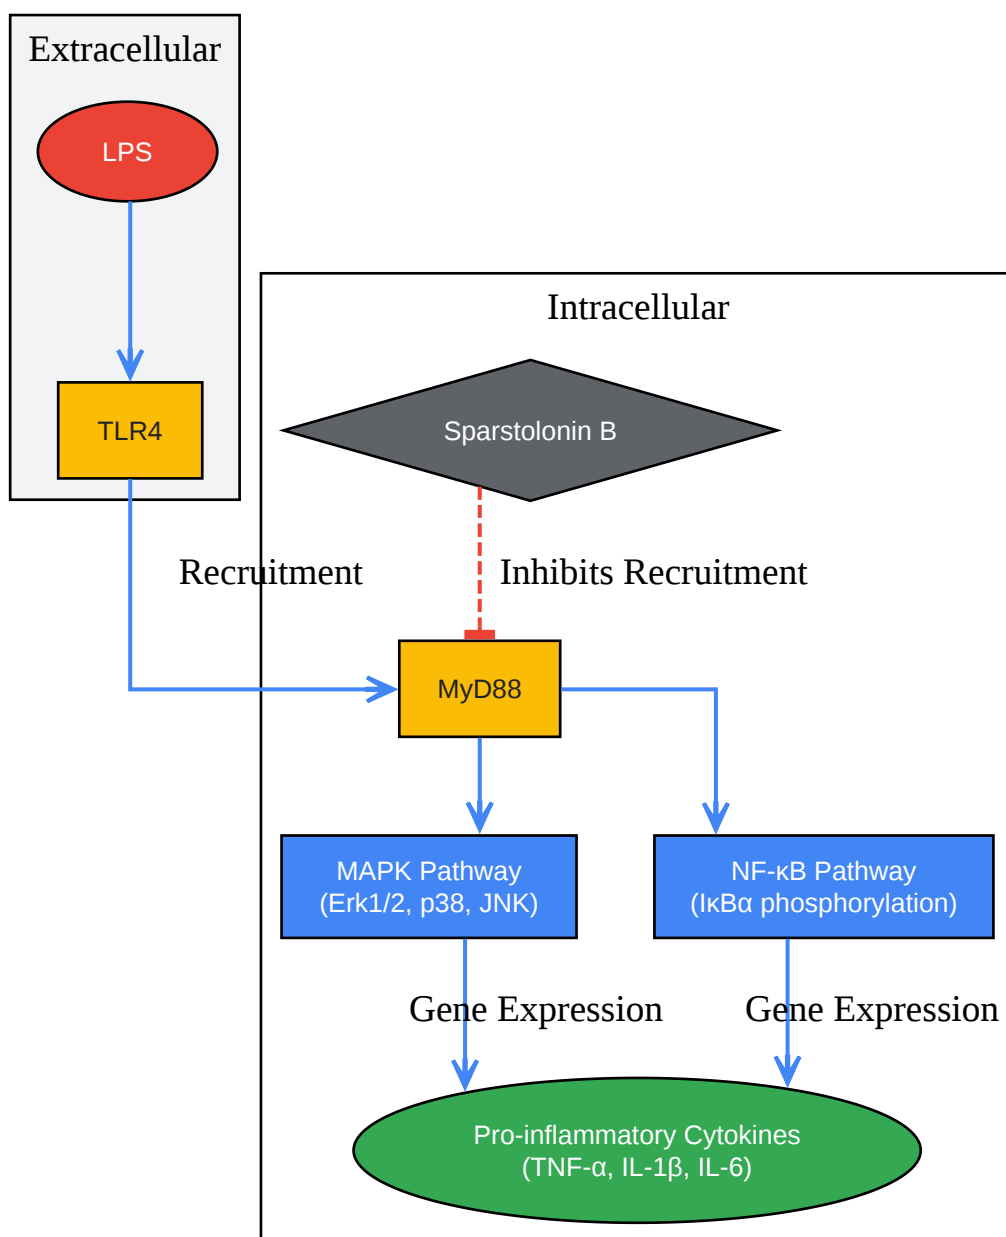 Extracellular
LPS
TLR4
Intracellular
Sparstolonin B
Recruitment
Inhibits Recruitment
MyD88
MAPK Pathway
(Erk1/2, p38, JNK)
NF-κB Pathway
(IκBα phosphorylation)
Gene Expression
Gene Expression
Pro-inflammatory Cytokines
(TNF-α, IL-1β, IL-6)